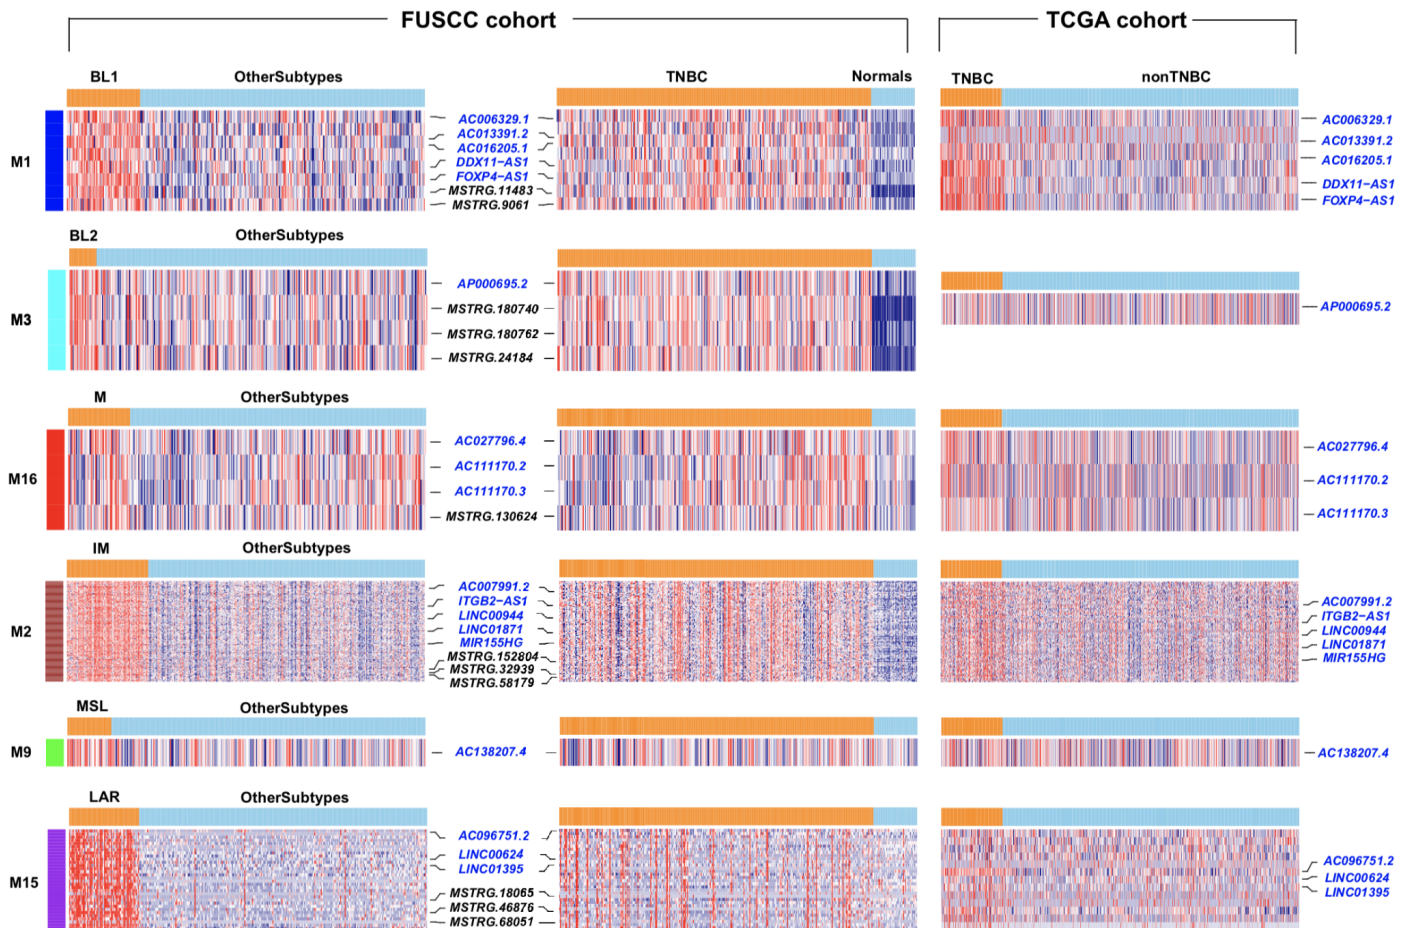 FUSCC cohort
TCGA cohort
BL1
OtherSubtypes
TNBC
Normals
TNBC
nonTNBC
M1
AC006329.1
AC013391.2
AC016205.1
DDX11-AS1
FOXP4-AS1
MSTRG.11483
MSTRG.9061
AC006329.1
AC013391.2
AC016205.1
DDX11-AS1
FOXP4-AS1
BL2
OtherSubtypes
M3
AP000695.2
MSTRG.180740
MSTRG.180762
MSTRG.24184
AP000695.2
M
OtherSubtypes
M16
AC027796.4
AC111170.2
AC111170.3
MSTRG.130624
AC027796.4
AC111170.2
AC111170.3
IM
OtherSubtypes
M2
AC007991.2
ITGB2-AS1
LINC00944
LINC01871
MIR155HG
MSTRG.152804
MSTRG.32939
MSTRG.58179
AC007991.2
ITGB2-AS1
LINC00944
LINC01871
MIR155HG
MSL
OtherSubtypes
M9
AC138207.4
AC138207.4
LAR
OtherSubtypes
M15
AC096751.2
LINC00624
LINC01395
MSTRG.18065
MSTRG.46876
MSTRG.68051
AC096751.2
LINC00624
LINC01395